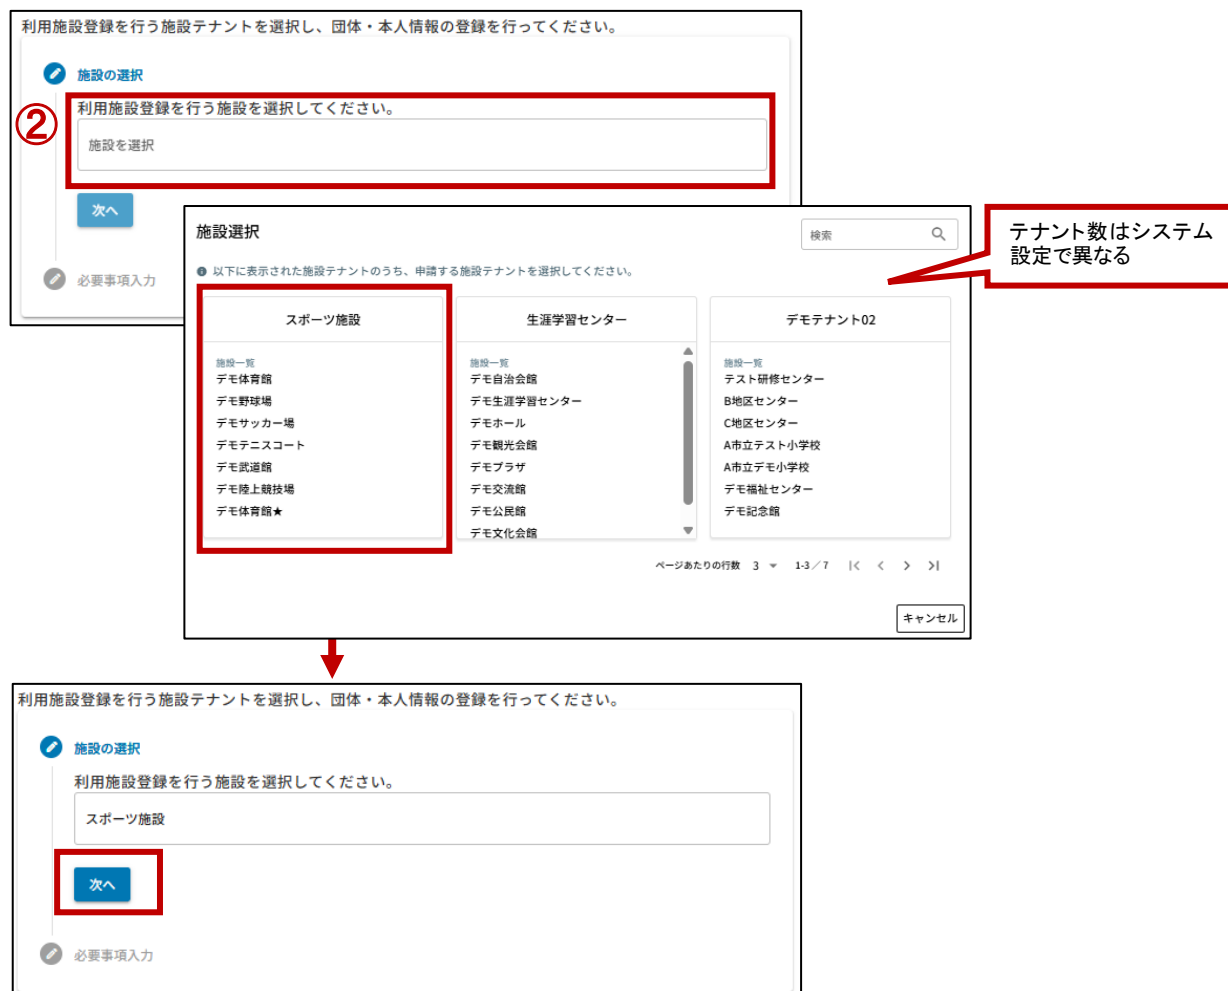 利用施設登録を行う施設テナントを選択し、団体・本人情報の登録を行ってください。
施設の選択
②
利用施設登録を行う施設を選択してください。
施設を選択
次へ
必要事項入力
施設選択
検索
以下に表示された施設テナントのうち、申請する施設テナントを選択してください。
テナント数はシステム
設定で異なる
スポーツ施設
施設一覧
デモ体育館
デモ野球場
デモサッカー場
デモテニスコート
デモ武道館
デモ陸上競技場
デモ体育館★
生涯学習センター
施設一覧
デモ自治会館
デモ生涯学習センター
デモホール
デモ観光会館
デモプラザ
デモ交流館
デモ公民館
デモ文化会館
デモテナント02
施設一覧
テスト研修センター
B地区センター
C地区センター
A市立テスト小学校
A市立デモ小学校
デモ福祉センター
デモ記念館
ページあたりの行数 3 1-3／7
キャンセル
利用施設登録を行う施設テナントを選択し、団体・本人情報の登録を行ってください。
施設の選択
利用施設登録を行う施設を選択してください。
スポーツ施設
次へ
必要事項入力